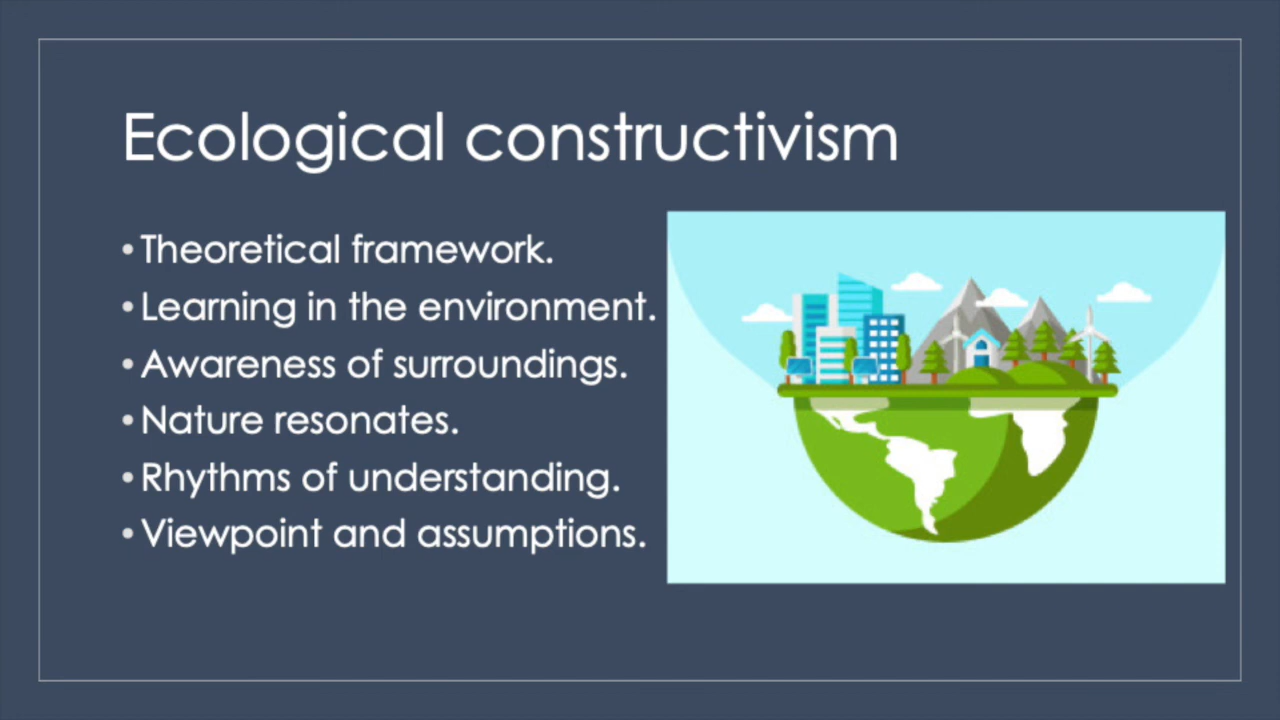 Ecological constructivism
• Theoretical framework.
• Learning in the environment.
• Awareness of surroundings.
• Nature resonates.
• Rhythms of understanding.
• Viewpoint and assumptions.